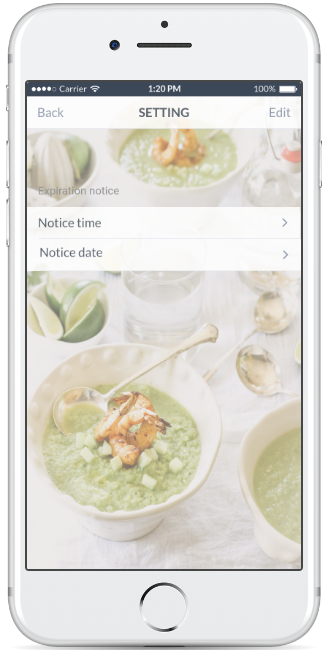 Carrier 1:20 PM 100%
Back SETTING Edit
Expiration notice
Notice time
Notice date